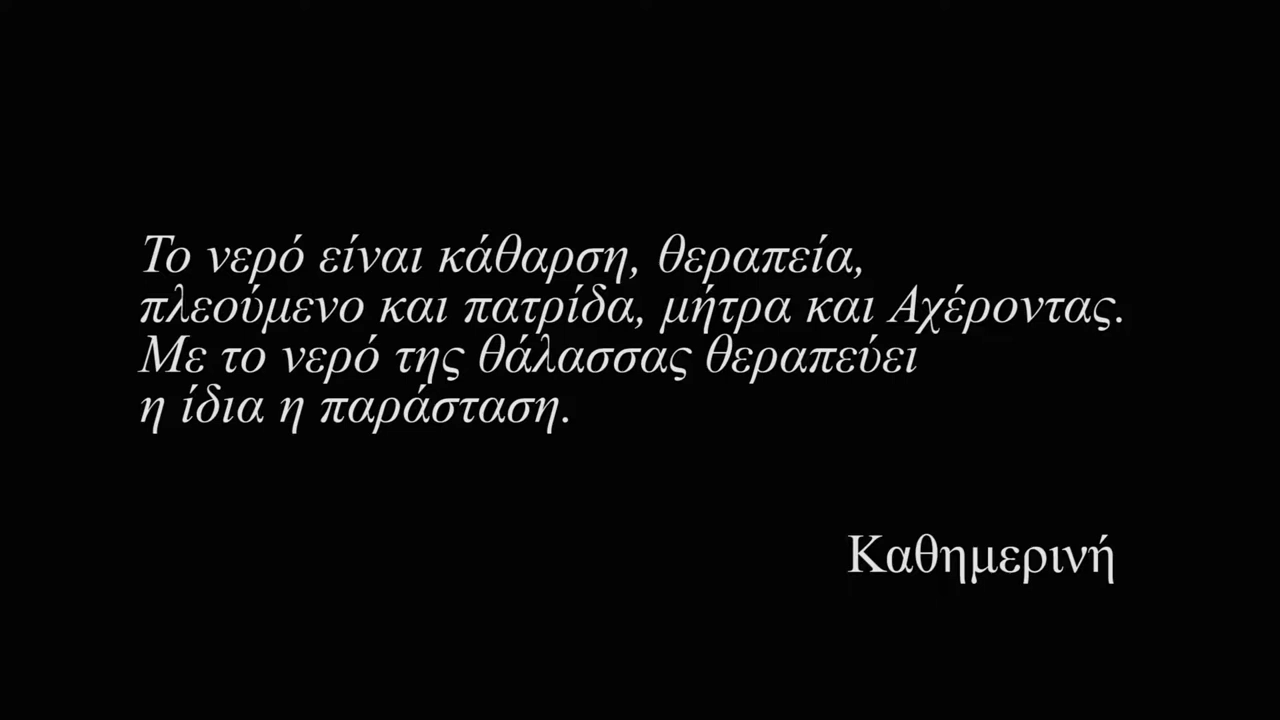 Το νερό είναι κάθαρση, θεραπεία,
πλεούμενο και πατρίδα, μήτρα και Αχέροντας.
Με το νερό της θάλασσας θεραπεύει
η ίδια η παράσταση.
Καθημερινή